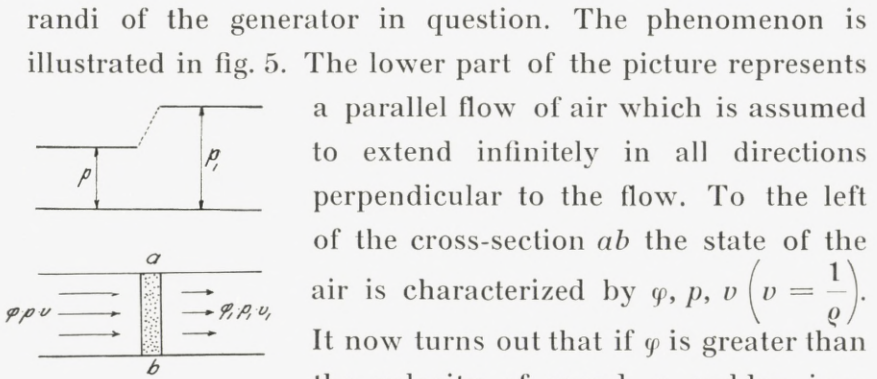 randi of the generator in question. The phenomenon is
illustrated in fig. 5. The lower part of the picture represents
a parallel flow of air which is assumed
to extend infinitely in all directions
perpendicular to the flow. To the left
of the cross-section ab the state of the
air is characterized by φ, p, v (v = 1/ϱ).
It now turns out that if φ is greater than
p
p₁
a
φ p v
φ₁ p₁ v₁
b